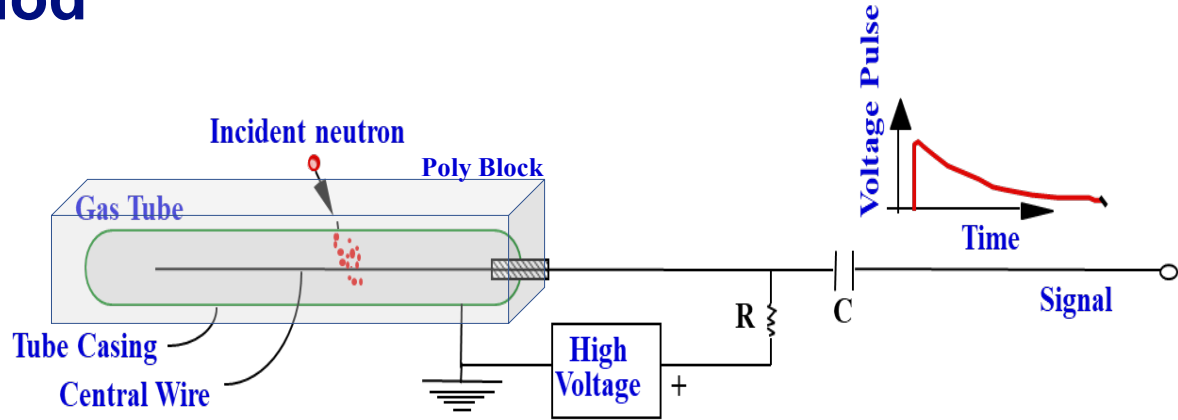 Voltage Pulse
Incident neutron
Poly Block
Gas Tube
Time
Signal
R
C
Tube Casing
High
Voltage
+
Central Wire